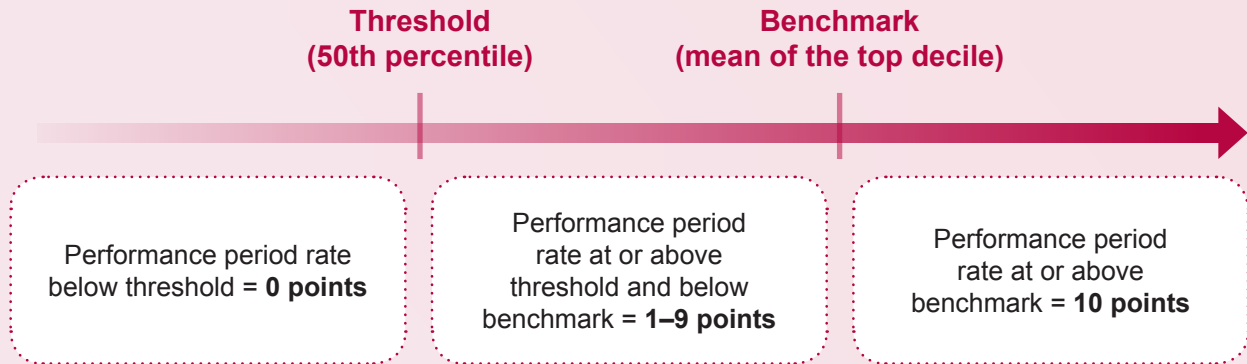 Threshold
(50th percentile)
Benchmark
(mean of the top decile)
Performance period rate
below threshold = 0 points
Performance period
rate at or above
threshold and below
benchmark = 1–9 points
Performance period
rate at or above
benchmark = 10 points